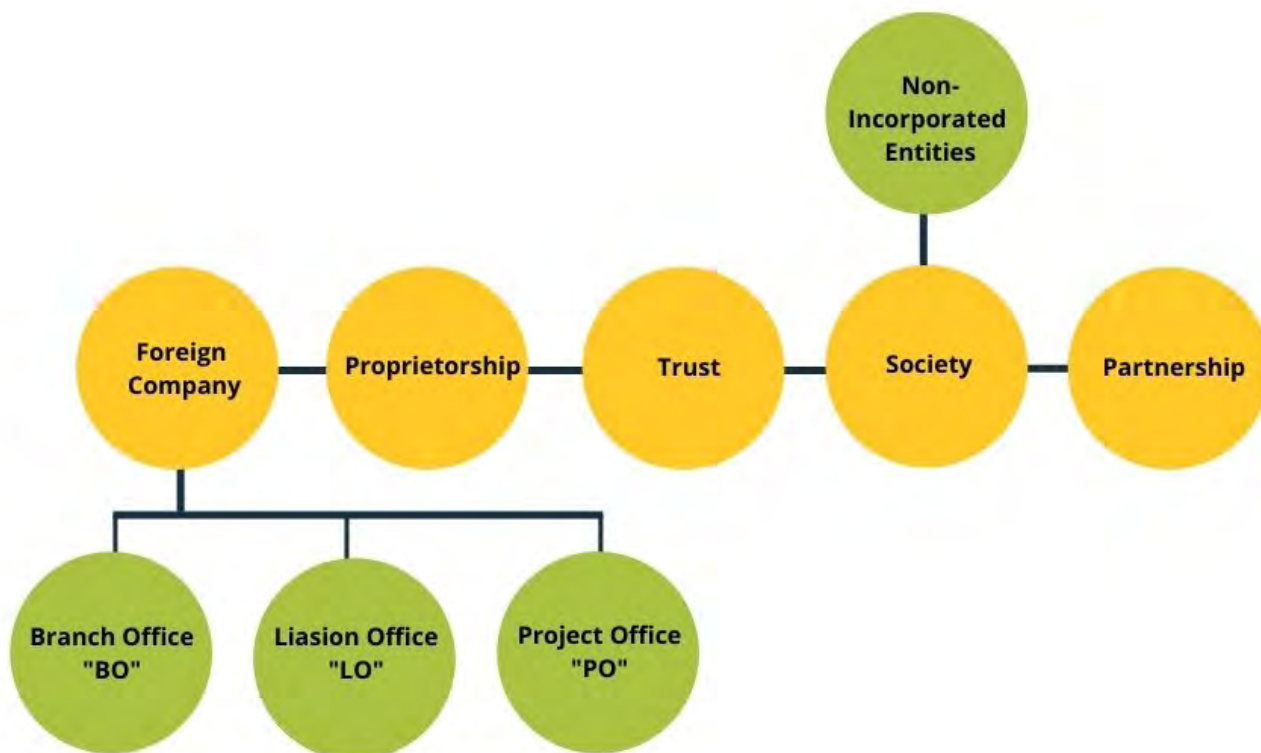 Non-
Incorporated
Entities
Foreign
Company
Proprietorship
Trust
Society
Partnership
Branch Office
"BO"
Liasion Office
"LO"
Project Office
"PO"